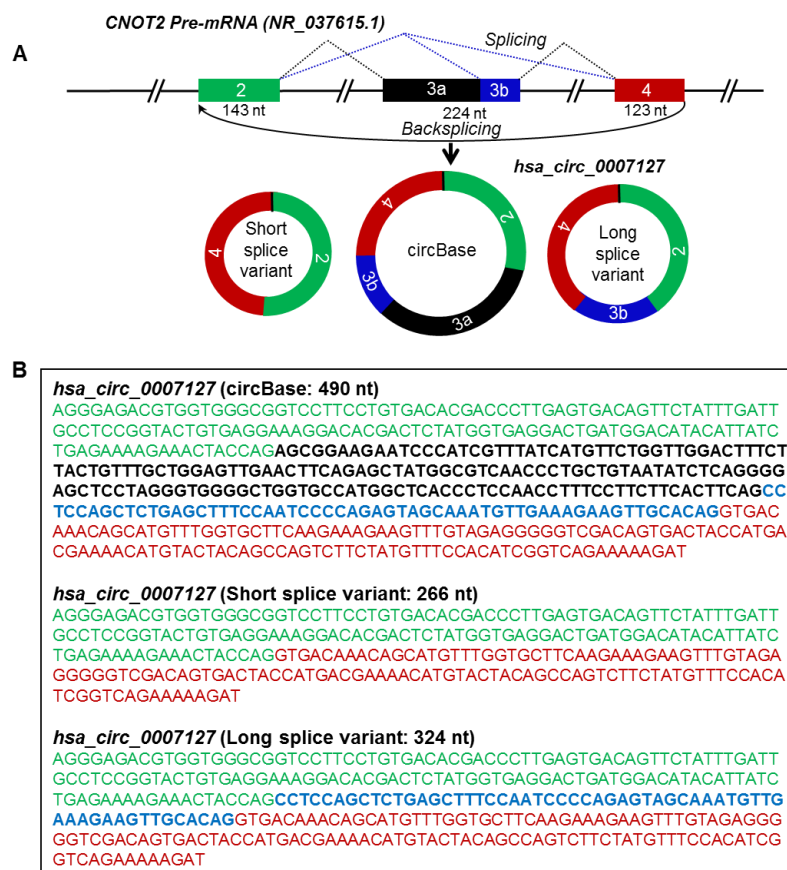 CNOT2 Pre-mRNA (NR_037615.1)
A
Splicing
2
3a
3b
4
143 nt
224 nt
123 nt
Backsplicing
hsa_circ_0007127
4
Short
splice
variant
2
4
2
circBase
3b
3a
4
Long
splice
variant
2
3b
B
hsa_circ_0007127 (circBase: 490 nt)
AGGGAGACGTGGTGGGCGGTCCTTCCTGTGACACGACCCTTGAGTGACAGTTCTATTTGATT
GCCTCCGGTACTGTGAGGAAAGGACACGACTCTATGGTGAGGACTGATGGACATACATTATC
TGAGAAAAGAAACTACCAGAGCGGAAGAATCCCATCGTTTATCATGTTCTGGTTGGACTTTCT
TACTGTTTGCTGGAGTTGAACTTCAGAGCTATGGCGTCAACCCTGCTGTAATATCTCAGGGG
AGCTCCTAGGGTGGGGCTGGTGCCATGGCTCACCCTCCAACCTTTCCTTCTTCACTTCAGCC
TCCAGCTCTGAGCTTTCCAATCCCCAGAGTAGCAAATGTTGAAAGAAGTTGCACAGGTGAC
AAACAGCATGTTTGGTGCTTCAAGAAAGAAGTTTGTAGAGGGGGTCGACAGTGACTACCATGA
CGAAAACATGTACTACAGCCAGTCTTCTATGTTTCCACATCGGTCAGAAAAAGAT
hsa_circ_0007127 (Short splice variant: 266 nt)
AGGGAGACGTGGTGGGCGGTCCTTCCTGTGACACGACCCTTGAGTGACAGTTCTATTTGATT
GCCTCCGGTACTGTGAGGAAAGGACACGACTCTATGGTGAGGACTGATGGACATACATTATC
TGAGAAAAGAAACTACCAGGTGACAAACAGCATGTTTGGTGCTTCAAGAAAGAAGTTTGTAGA
GGGGGTCGACAGTGACTACCATGACGAAAACATGTACTACAGCCAGTCTTCTATGTTTCCACA
TCGGTCAGAAAAAGAT
hsa_circ_0007127 (Long splice variant: 324 nt)
AGGGAGACGTGGTGGGCGGTCCTTCCTGTGACACGACCCTTGAGTGACAGTTCTATTTGATT
GCCTCCGGTACTGTGAGGAAAGGACACGACTCTATGGTGAGGACTGATGGACATACATTATC
TGAGAAAAGAAACTACCAGCCTCCAGCTCTGAGCTTTCCAATCCCCAGAGTAGCAAATGTTG
AAAGAAGTTGCACAGGTGACAAACAGCATGTTTGGTGCTTCAAGAAAGAAGTTTGTAGAGGG
GGTCGACAGTGACTACCATGACGAAAACATGTACTACAGCCAGTCTTCTATGTTTCCACATCG
GTCAGAAAAAGAT